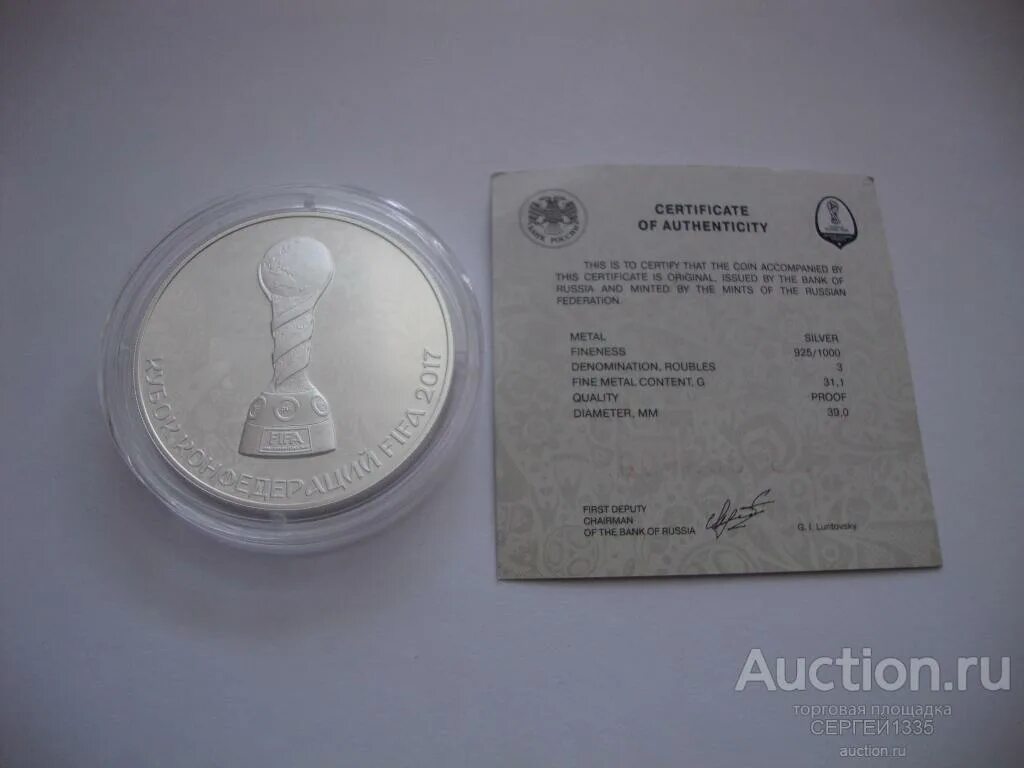 КУБОК КОНФЕДЕРАЦИЙ FIFA 2017
FIFA
БАНК РОССИИ
CERTIFICATE
OF AUTHENTICITY
THIS IS TO CERTIFY THAT THE COIN ACCOMPANIED BY
THIS CERTIFICATE IS ORIGINAL, ISSUED BY THE BANK OF
RUSSIA AND MINTED BY THE MINTS OF THE RUSSIAN
FEDERATION.
METAL SILVER
FINENESS 925/1000
DENOMINATION, ROUBLES 3
FINE METAL CONTENT, G 31,1
QUALITY PROOF
DIAMETER, MM 39,0
FIRST DEPUTY
CHAIRMAN
OF THE BANK OF RUSSIA
G. I. Luntovsky
Auction.ru
торговая площадка
СЕРГЕЙ1335
auction.ru